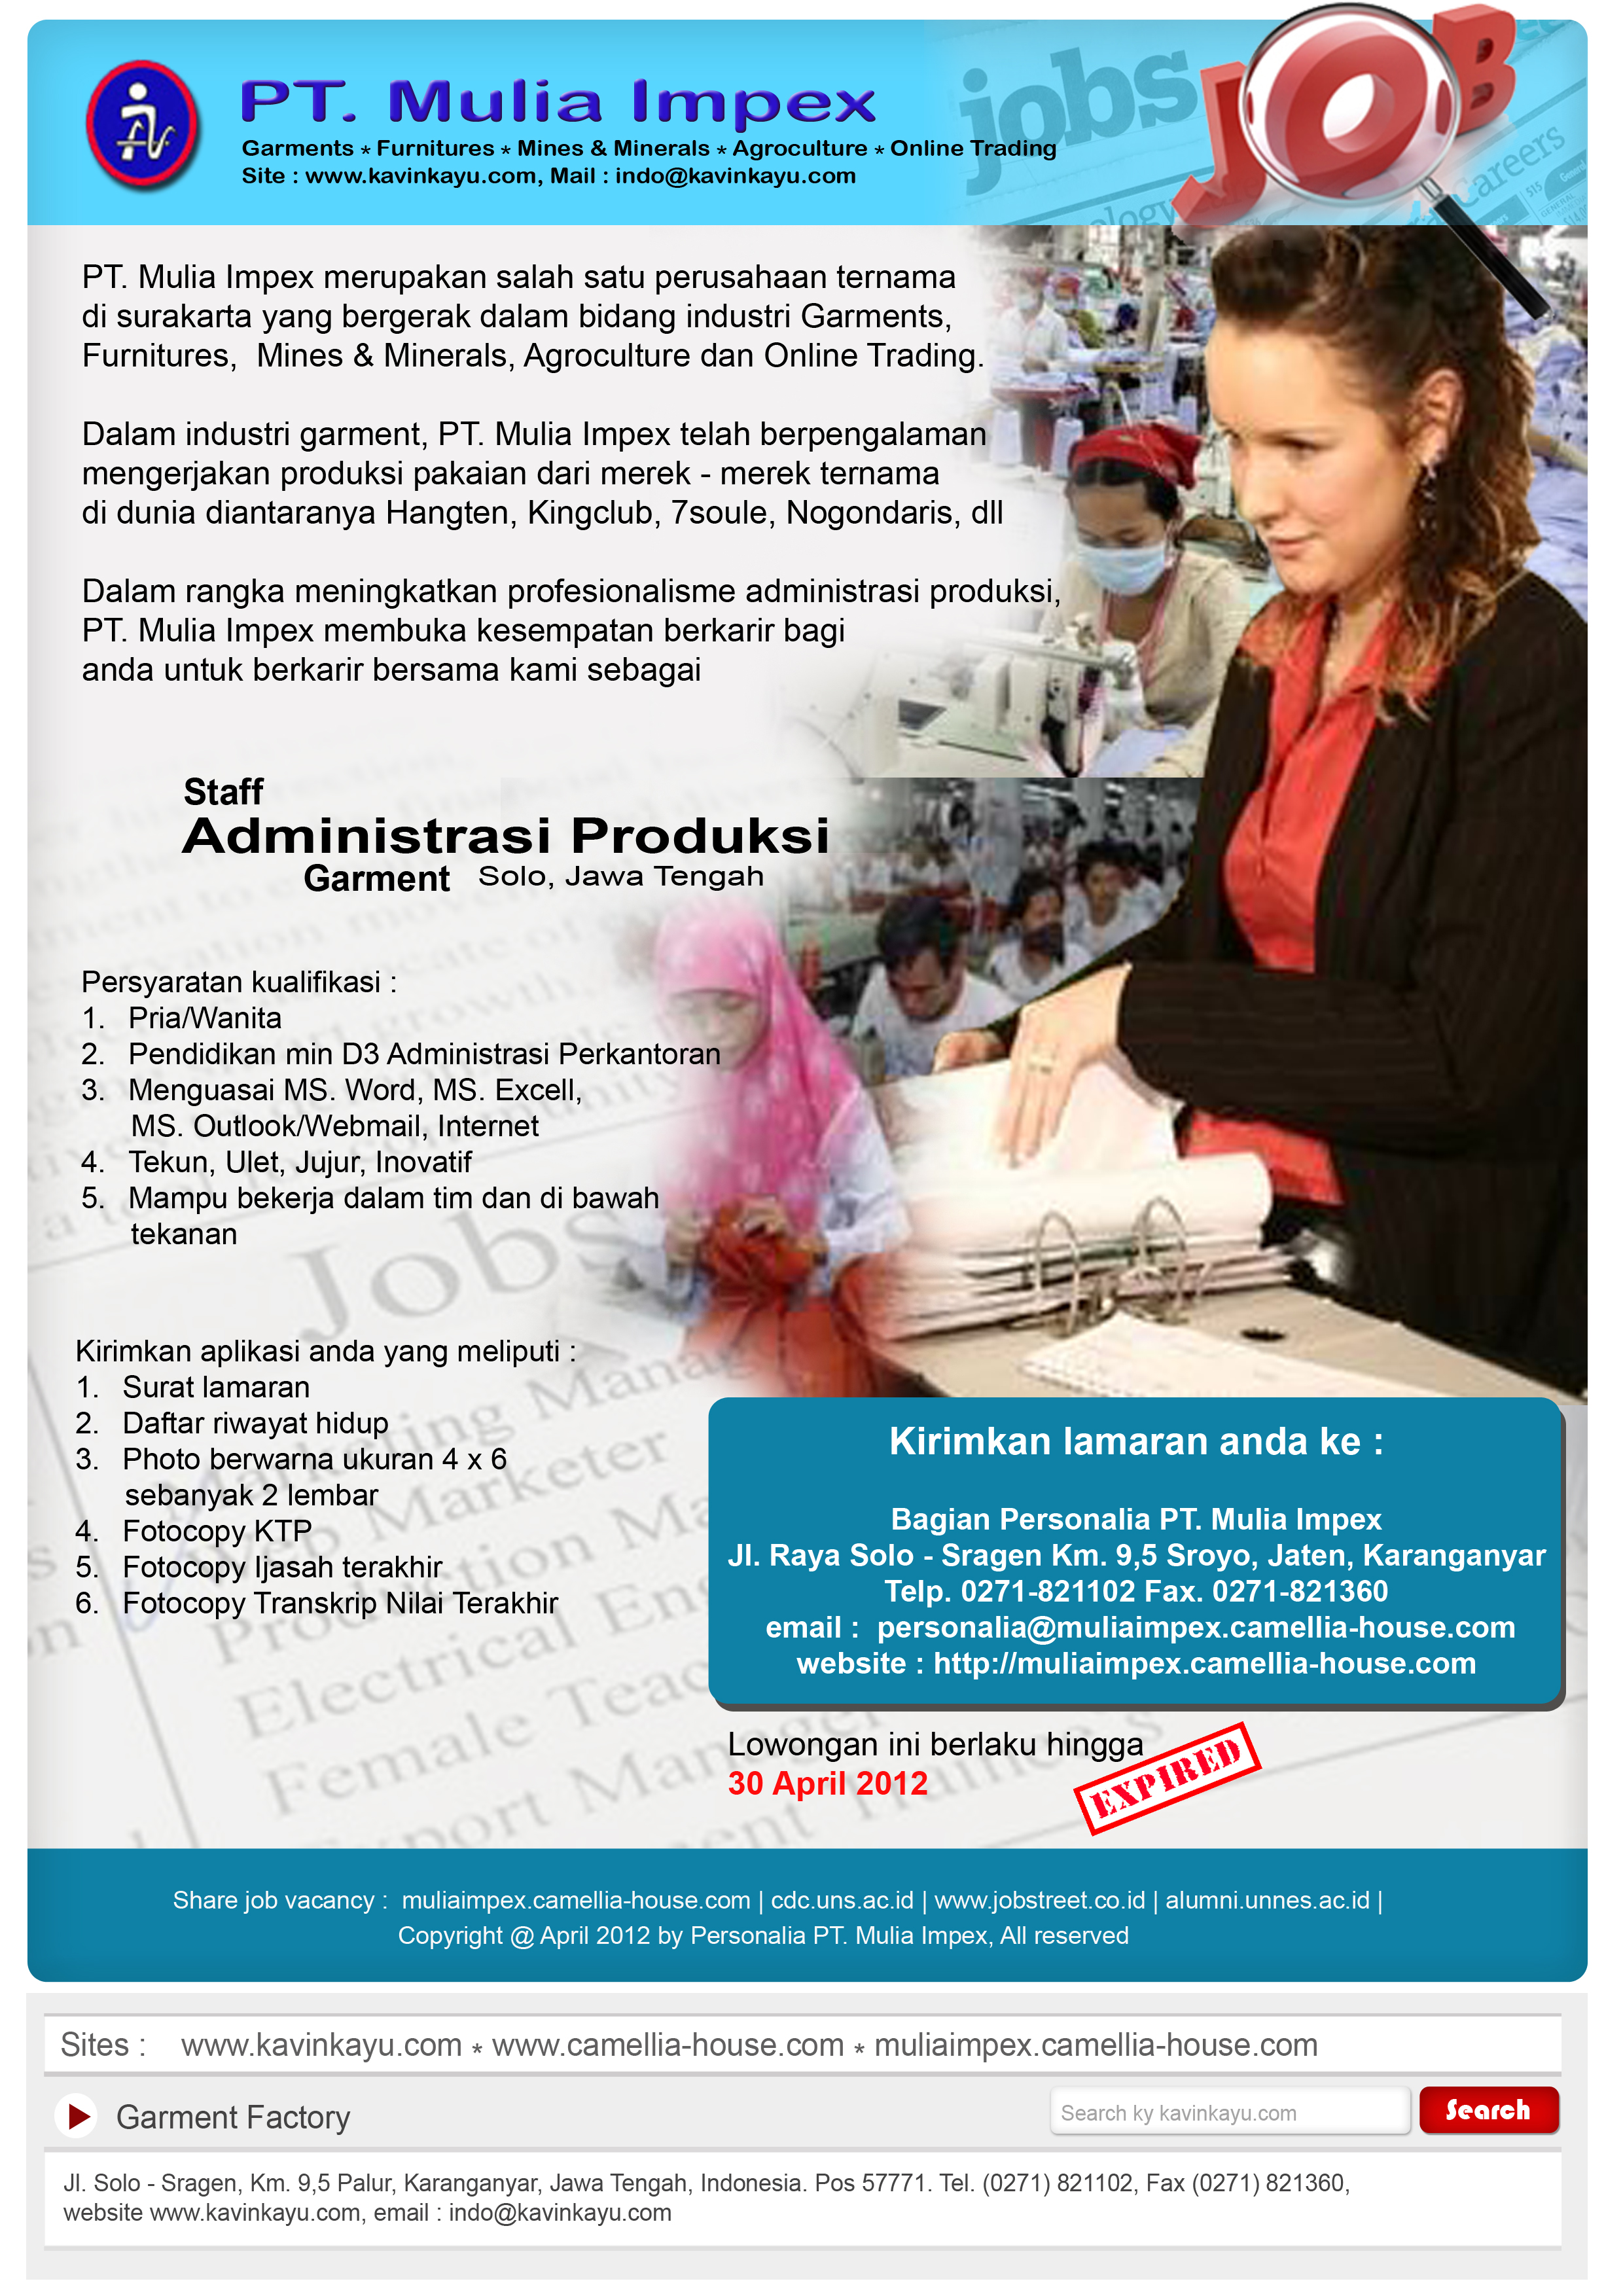 PT. Mulia Impex
Garments * Furnitures * Mines & Minerals * Agroculture * Online Trading
Site : www.kavinkayu.com, Mail : indo@kavinkayu.com
jobs
JOB
Careers
PT. Mulia Impex merupakan salah satu perusahaan ternama
di surakarta yang bergerak dalam bidang industri Garments,
Furnitures, Mines & Minerals, Agroculture dan Online Trading.
Dalam industri garment, PT. Mulia Impex telah berpengalaman
mengerjakan produksi pakaian dari merek - merek ternama
di dunia diantaranya Hangten, Kingclub, 7soule, Nogondaris, dll
Dalam rangka meningkatkan profesionalisme administrasi produksi,
PT. Mulia Impex membuka kesempatan berkarir bagi
anda untuk berkarir bersama kami sebagai
Staff
Administrasi Produksi
Garment Solo, Jawa Tengah
Persyaratan kualifikasi :
1. Pria/Wanita
2. Pendidikan min D3 Administrasi Perkantoran
3. Menguasai MS. Word, MS. Excell,
MS. Outlook/Webmail, Internet
4. Tekun, Ulet, Jujur, Inovatif
5. Mampu bekerja dalam tim dan di bawah
tekanan
Jobs
Kirimkan aplikasi anda yang meliputi :
1. Surat lamaran
2. Daftar riwayat hidup
3. Photo berwarna ukuran 4 x 6
sebanyak 2 lembar
4. Fotocopy KTP
5. Fotocopy Ijasah terakhir
6. Fotocopy Transkrip Nilai Terakhir
Kirimkan lamaran anda ke :
Bagian Personalia PT. Mulia Impex
Jl. Raya Solo - Sragen Km. 9,5 Sroyo, Jaten, Karanganyar
Telp. 0271-821102 Fax. 0271-821360
email : personalia@muliaimpex.camellia-house.com
website : http://muliaimpex.camellia-house.com
Lowongan ini berlaku hingga
30 April 2012
EXPIRED
Share job vacancy : muliaimpex.camellia-house.com | cdc.uns.ac.id | www.jobstreet.co.id | alumni.unnes.ac.id |
Copyright @ April 2012 by Personalia PT. Mulia Impex, All reserved
Sites : www.kavinkayu.com * www.camellia-house.com * muliaimpex.camellia-house.com
Garment Factory
Search ky kavinkayu.com
Search
Jl. Solo - Sragen, Km. 9,5 Palur, Karanganyar, Jawa Tengah, Indonesia. Pos 57771. Tel. (0271) 821102, Fax (0271) 821360,
website www.kavinkayu.com, email : indo@kavinkayu.com